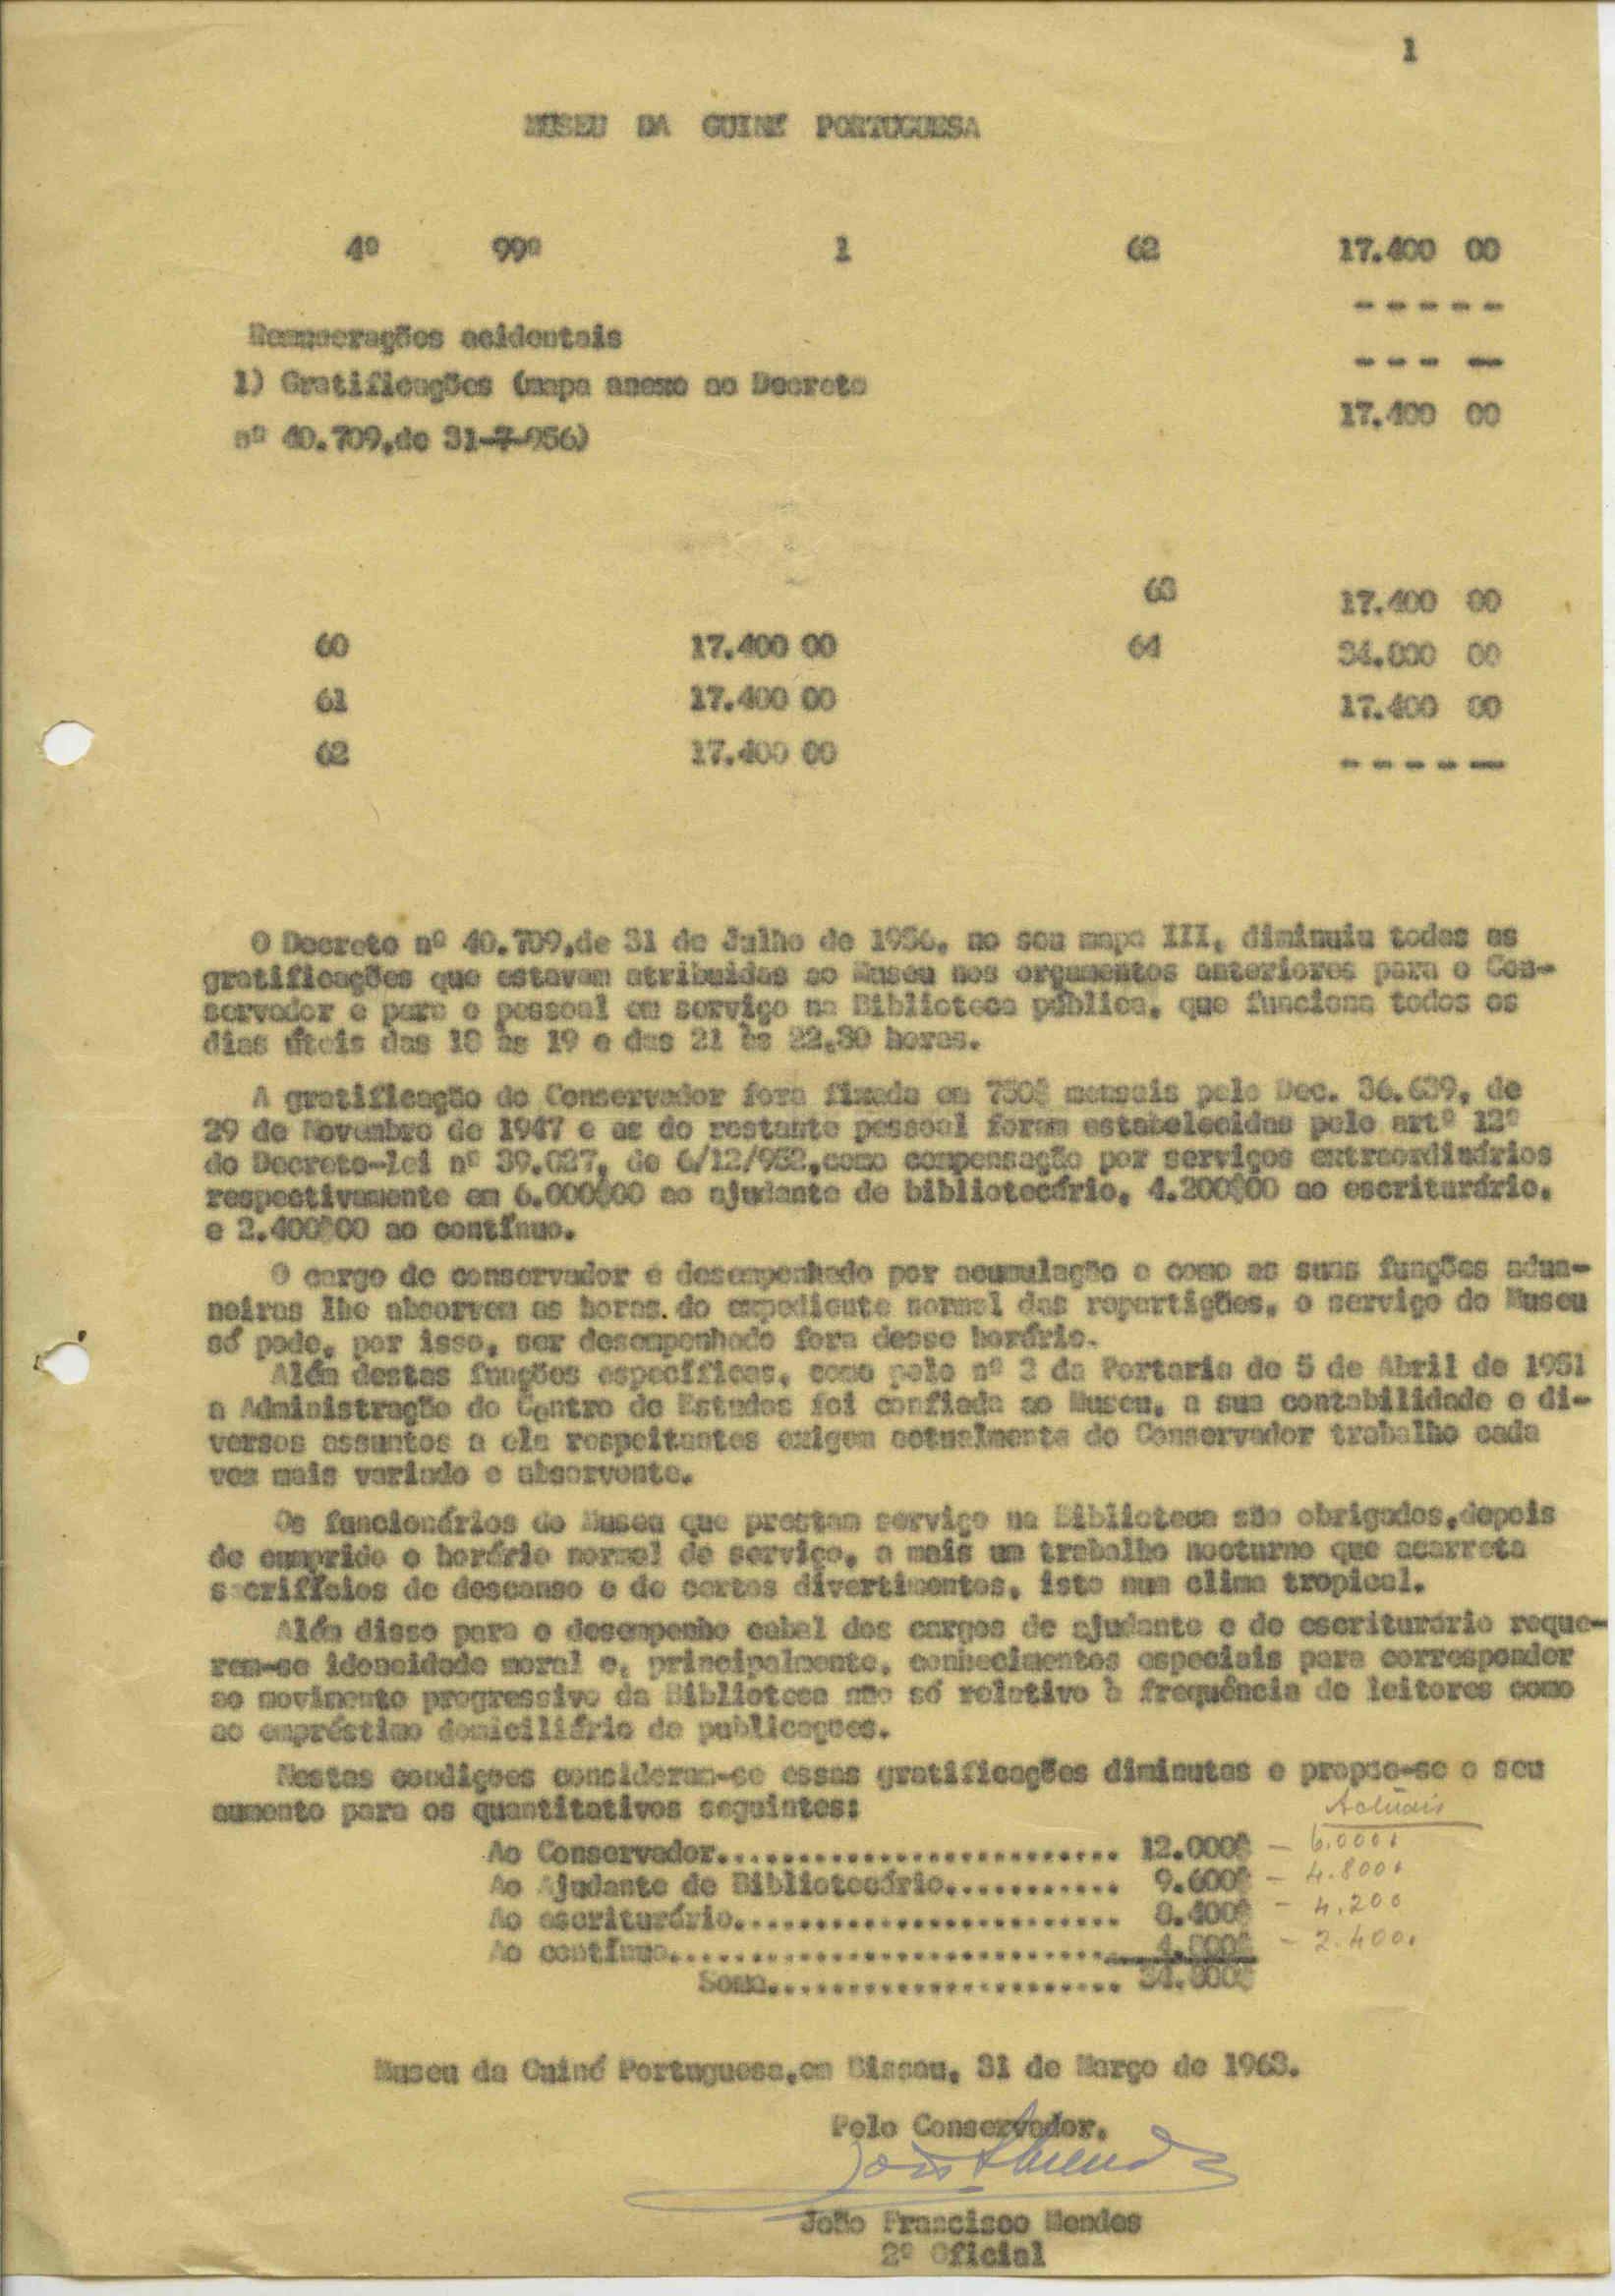 1
MUSEU DA GUINÉ PORTUGUESA
4º 99º 1 62 17.400 00
- - - - -
Remunerações acidentais
- - - -
1) Gratificações (mapa anexo ao Decreto
17.400 00
nº 40.709,de 31-7-956)
63 17.400 00
60 17.400 00 64 34.800 00
61 17.400 00 17.400 00
62 17.400 00 - - - - -
O Decreto nº 40.709,de 31 de Julho de 1956, no seu mapa III, diminuiu todas as
gratificações que estavam atribuidas ao Museu nos orçamentos anteriores para o Con-
servador e para o pessoal em serviço na Biblioteca pública, que funciona todos os
dias úteis das 18 às 19 e das 21 às 22,30 horas.
A gratificação do Conservador fora fixada em 750$ mensais pelo Dec. 36.639, de
29 de Novembro de 1947 e as do restante pessoal foram estabelecidas pelo artº 12º
do Decreto-lei nº de 6/12/952,como compensação por serviços extraordinários
respectivamente em 6.000$00 ao ajudante de bibliotecário, 4.200$00 ao escriturário,
e 2.400$00 ao contínuo.
O cargo de conservador é desempenhado por acumulação e como as suas funções adua-
neiras lhe absorvem as horas do expediente normal das repartições, o serviço do Museu
só pode, por isso, ser desempenhado fora desse horário.
Além destas funções específicas, como pelo nº 2 da Portaria de 5 de Abril de 1951
a Administração do Centro de Estudos foi confiada ao Museu, a sua contabilidade e di-
versos assuntos a ela respeitantes exigem actualmente do Conservador trabalho cada
vez mais variado e absorvente.
Os funcionários do Museu que prestam serviço na Biblioteca são obrigados,depois
de cumprido o horário normal de serviço, a mais um trabalho nocturno que acarreta
sacriffcios de descanso e de certos divertimentos, isto num clima tropical.
Além disso para o desempenho cabal dos cargos de ajudante e de escriturário reque-
rem-se idoneidade moral e, principalmente, conhecimentos especiais para corresponder
ao movimento progressivo da Biblioteca não só relativo à frequência de leitores como
ao empréstimo domiciliário de publicaçoes.
Nestas condiçoes consideram-se essas gratificações diminutas e propoe-se o seu
aumento para os quantitativos seguintes:
Actuais
Ao Conservador.......................... 12.000$ – 6.000$
Ao Ajudante de Bibliotecário........... 9.600$ – 4.800$
Ao escriturário........................ 8.400$ – 4.200
Ao contínuo............................ 4.800$ – 2.400$
Soma...................... 34.800$
Museu da Guiné Portuguesa,em Bissau, 31 de Março de 1963.
Pelo Conservador,
João F Mendes
João Francisco Mendes
2º Oficial